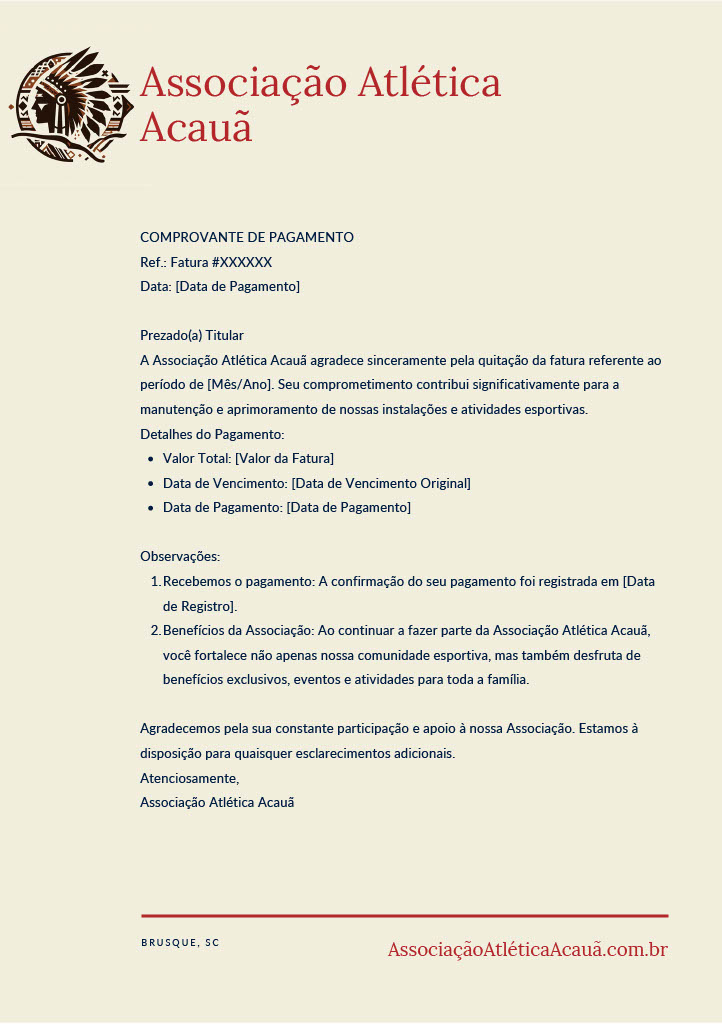 Associação Atlética
Acauã
COMPROVANTE DE PAGAMENTO
Ref.: Fatura #XXXXXX
Data: [Data de Pagamento]
Prezado(a) Titular
A Associação Atlética Acauã agradece sinceramente pela quitação da fatura referente ao
período de [Mês/Ano]. Seu comprometimento contribui significativamente para a
manutenção e aprimoramento de nossas instalações e atividades esportivas.
Detalhes do Pagamento:
• Valor Total: [Valor da Fatura]
• Data de Vencimento: [Data de Vencimento Original]
• Data de Pagamento: [Data de Pagamento]
Observações:
1. Recebemos o pagamento: A confirmação do seu pagamento foi registrada em [Data
de Registro].
2. Benefícios da Associação: Ao continuar a fazer parte da Associação Atlética Acauã,
você fortalece não apenas nossa comunidade esportiva, mas também desfruta de
benefícios exclusivos, eventos e atividades para toda a família.
Agradecemos pela sua constante participação e apoio à nossa Associação. Estamos à
disposição para quaisquer esclarecimentos adicionais.
Atenciosamente,
Associação Atlética Acauã
BRUSQUE, SC
AssociaçãoAtléticaAcauã.com.br